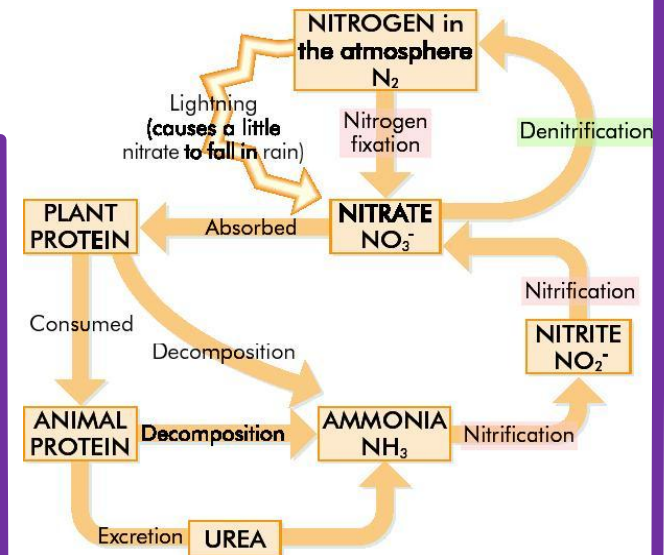 NITROGEN in
the atmosphere
N₂
Lightning
(causes a little
nitrate to fall in rain)
Nitrogen
fixation
Denitrification
PLANT
PROTEIN
Absorbed
NITRATE
NO₃⁻
Nitrification
Consumed
Decomposition
NITRITE
NO₂⁻
ANIMAL
PROTEIN
Decomposition
AMMONIA
NH₃
Nitrification
Excretion
UREA